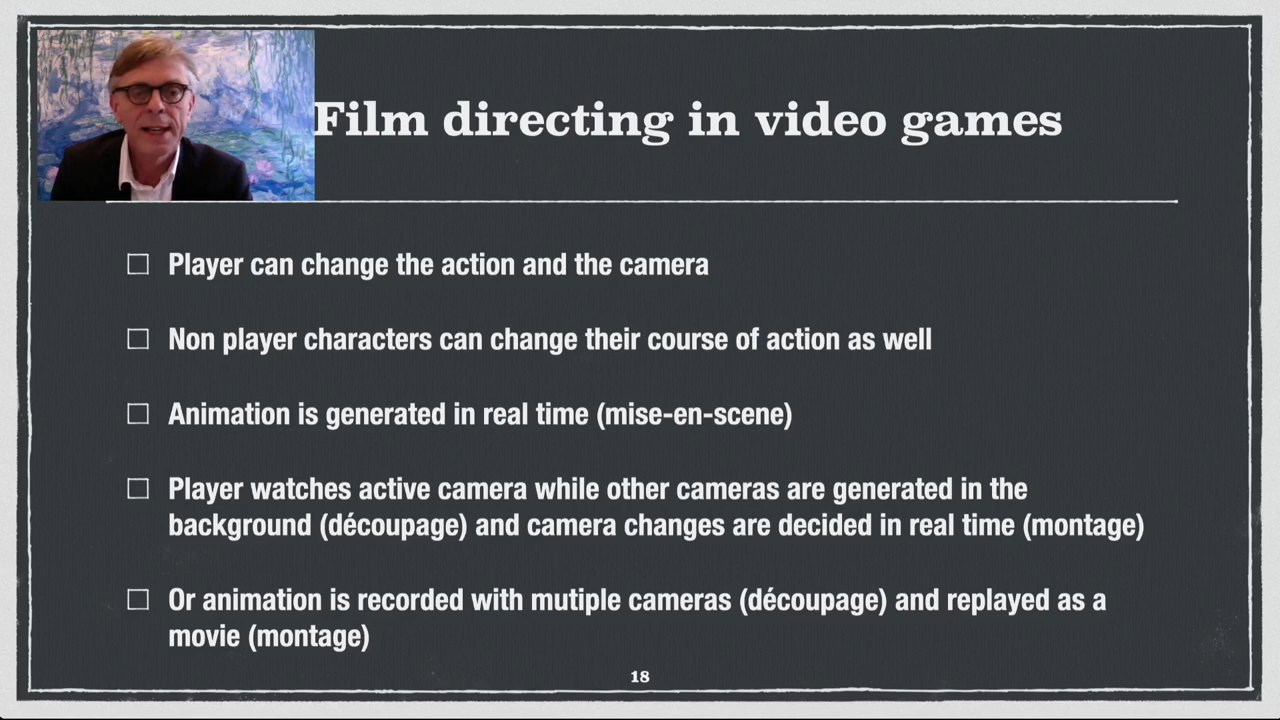 Film directing in video games
Player can change the action and the camera
Non player characters can change their course of action as well
Animation is generated in real time (mise-en-scene)
Player watches active camera while other cameras are generated in the
background (découpage) and camera changes are decided in real time (montage)
Or animation is recorded with mutiple cameras (découpage) and replayed as a
movie (montage)
18